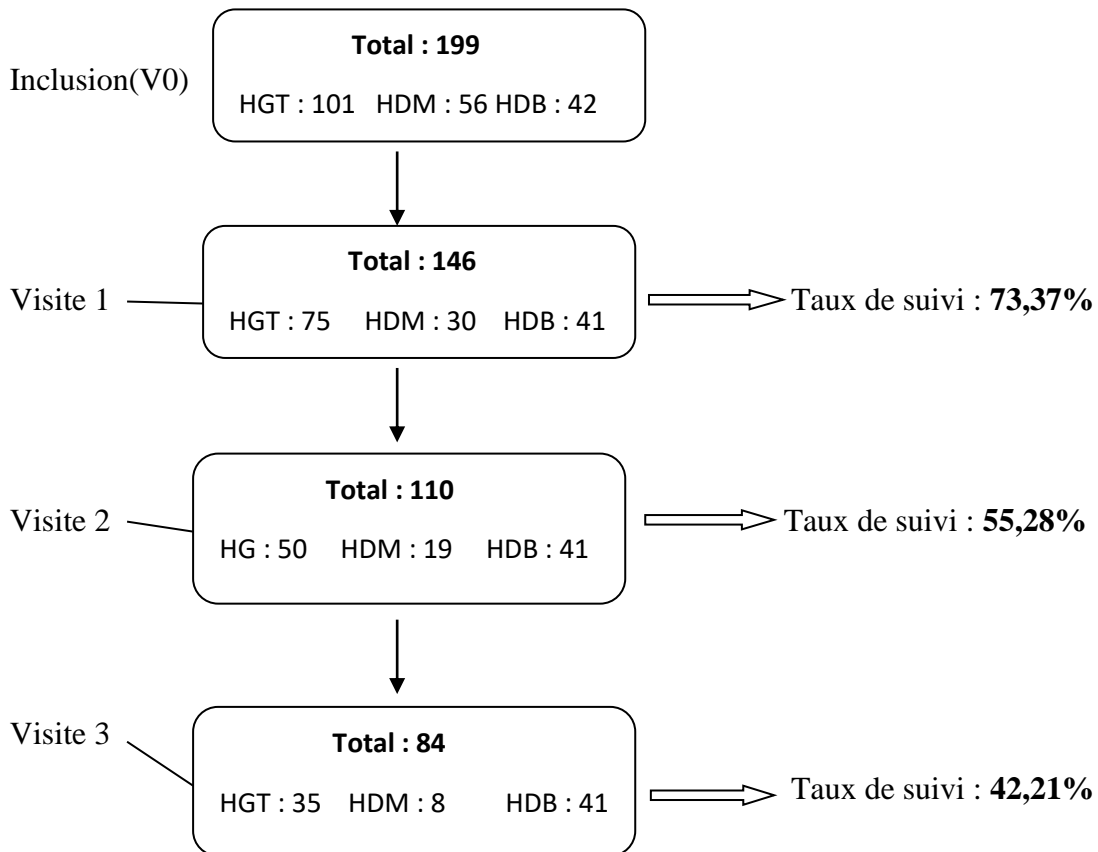 Total : 199
Inclusion(V0)
HGT : 101 HDM : 56 HDB : 42
Total : 146
Visite 1
Taux de suivi : 73,37%
HGT : 75 HDM : 30 HDB : 41
Total : 110
Visite 2
Taux de suivi : 55,28%
HG : 50 HDM : 19 HDB : 41
Visite 3
Total : 84
Taux de suivi : 42,21%
HGT : 35 HDM : 8 HDB : 41